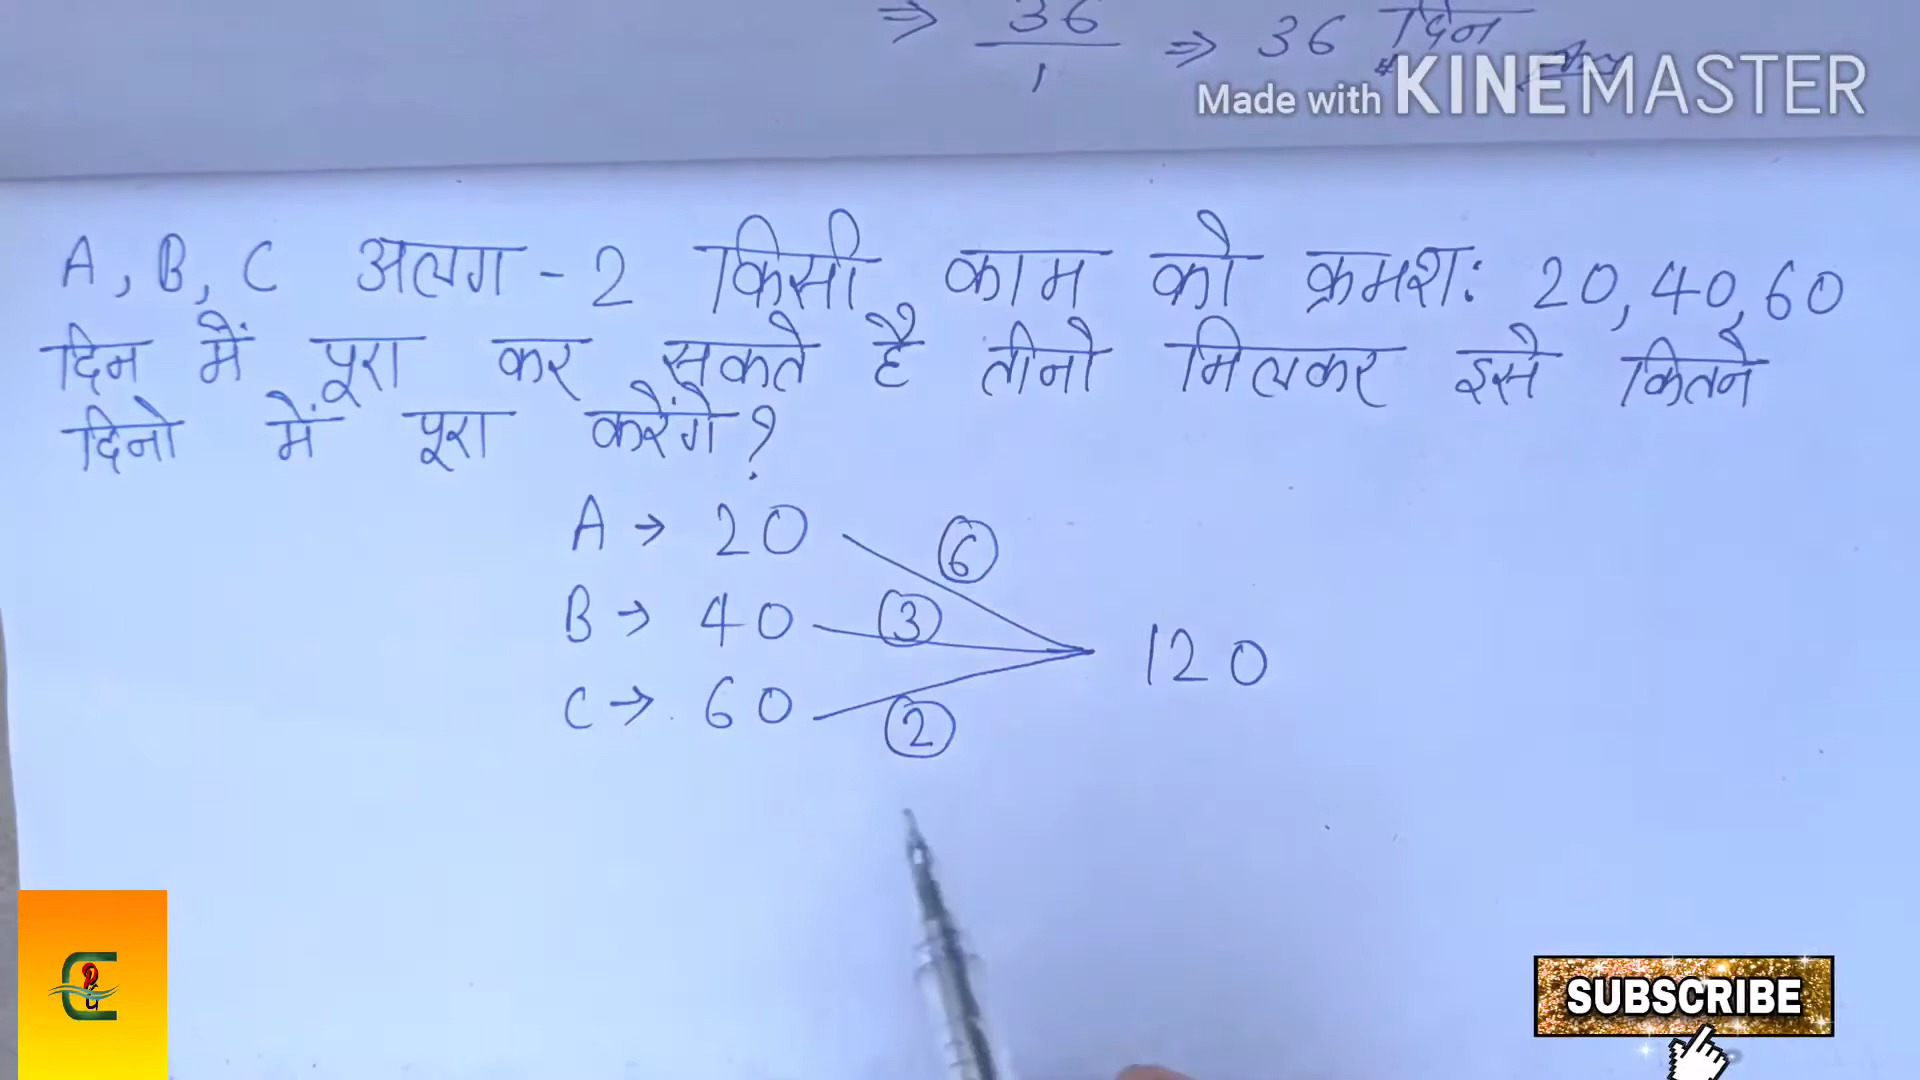 ⇒ 36/1 ⇒ 36 दिन
Made with KINEMASTER
A, B, C अलग-2 किसी काम को क्रमश: 20, 40, 60
दिन में पूरा कर सकते है तीनो मिलकर इसे कितने
दिनो में पूरा करेंगे?
A → 20 6
B → 40 3 120
C → 60 2
SUBSCRIBE